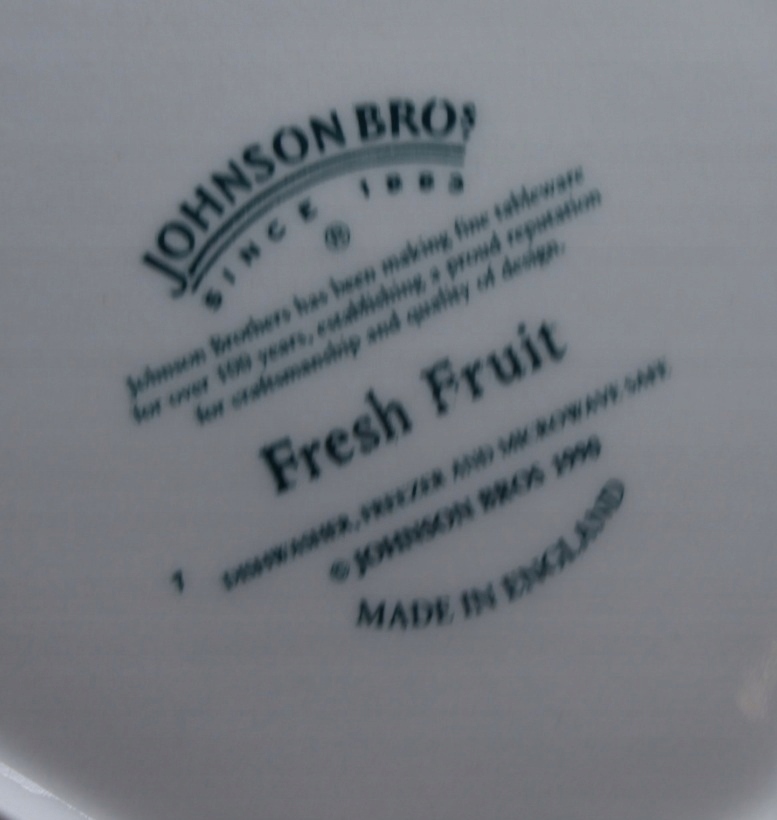 JOHNSON BROS
SINCE 1883
®
Johnson Brothers has been making fine tableware
for over 100 years, establishing a proud reputation
for craftsmanship and quality of design.
Fresh Fruit
DISHWASHER, FREEZER AND MICROWAVE SAFE
© JOHNSON BROS 1990
MADE IN ENGLAND